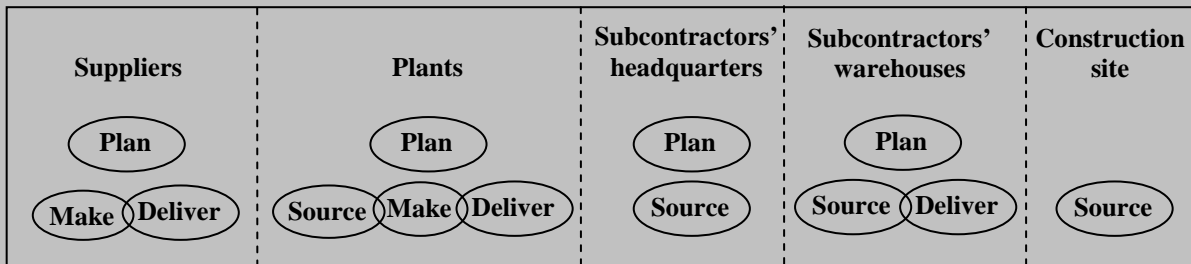 Suppliers
Plan
Make Deliver
Plants
Plan
Source Make Deliver
Subcontractors’
headquarters
Plan
Source
Subcontractors’
warehouses
Plan
Source Deliver
Construction
site
Source